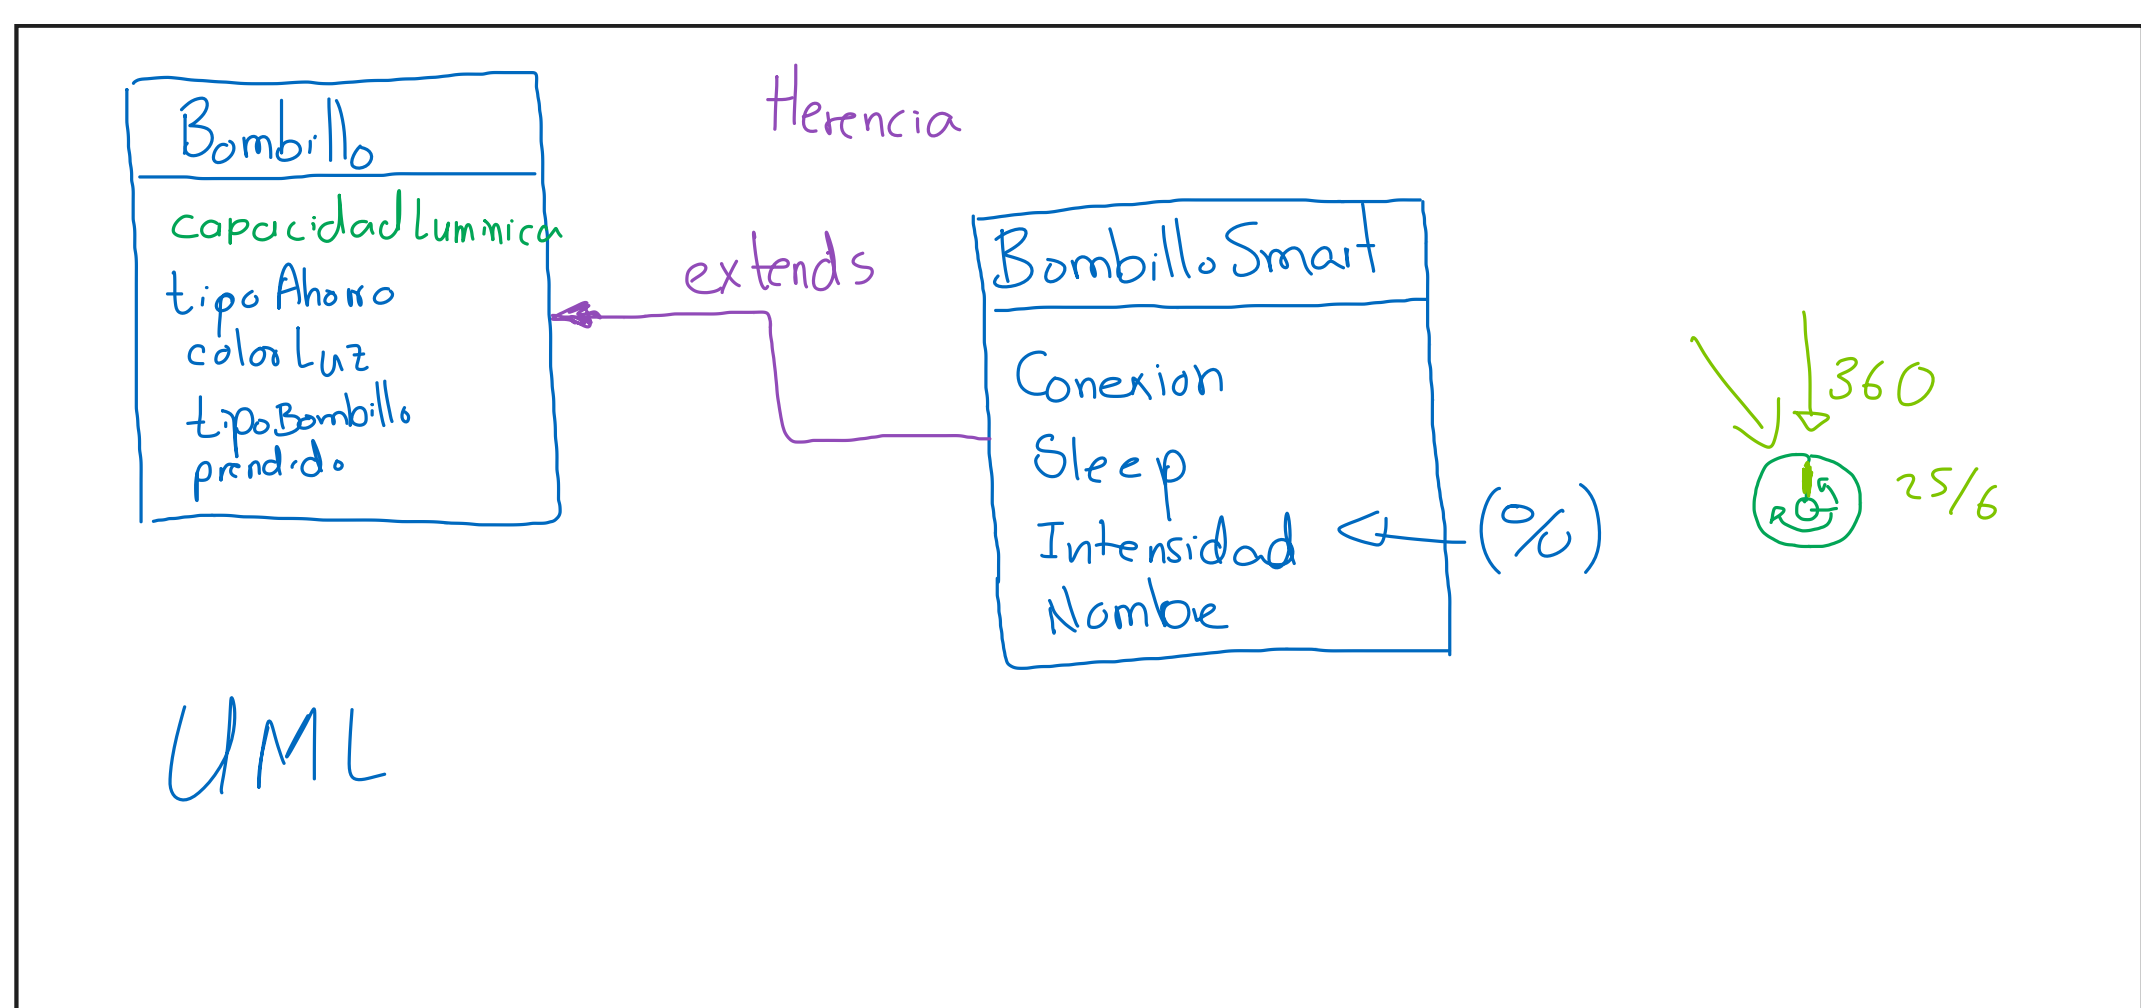 Bombillo
capacidadLumnica
tipoAhorro
colorLuz
tipoBombillo
prendido
Herencia
extends
BombilloSmart
Conexion
Sleep
Intensidad
(%)
Nombre
360
25/6
UML